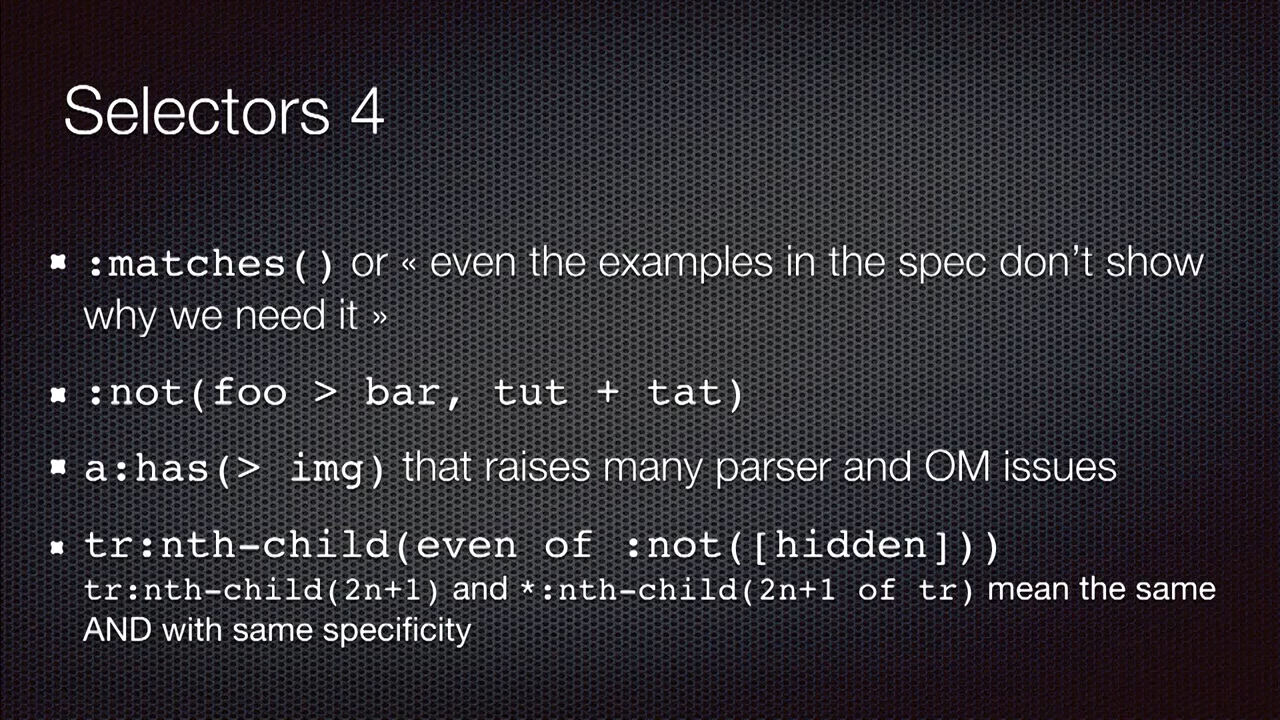 Selectors 4
:matches() or « even the examples in the spec don’t show
why we need it »
:not(foo > bar, tut + tat)
a:has(> img) that raises many parser and OM issues
tr:nth-child(even of :not([hidden]))
tr:nth-child(2n+1) and *:nth-child(2n+1 of tr) mean the same
AND with same specificity